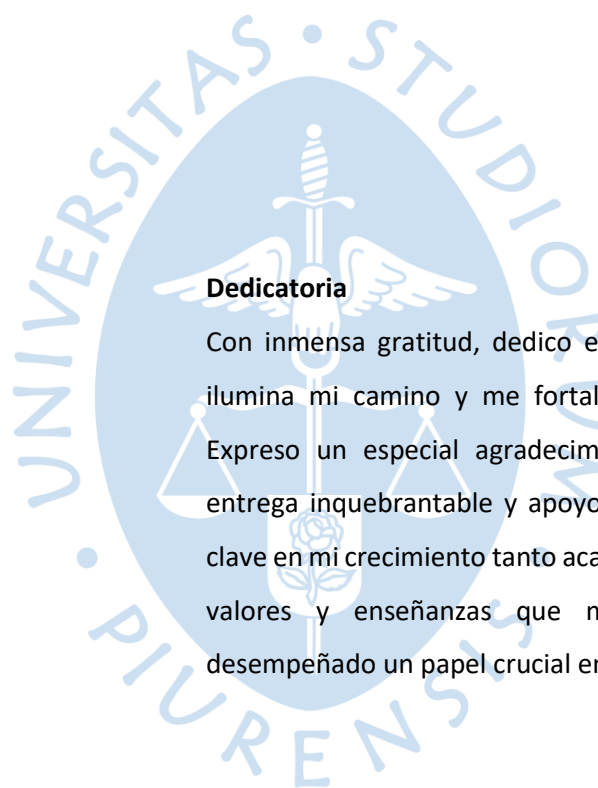 UNIVERSITAS • STUDIORUM • PIURENSIS •
Dedicatoria
Con inmensa gratitud, dedico e
ilumina mi camino y me fortal
Expreso un especial agradecim
entrega inquebrantable y apoyo
clave en mi crecimiento tanto aca
valores y enseñanzas que m
desempeñado un papel crucial en